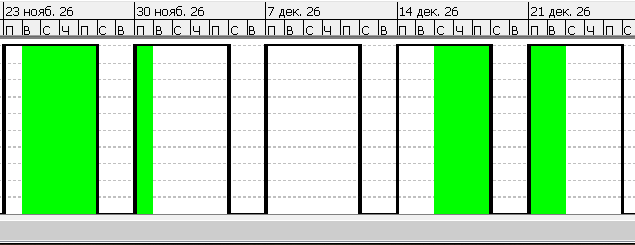 23 нояб. 26 30 нояб. 26 7 дек. 26 14 дек. 26 21 дек. 26
П В С Ч П С В П В С Ч П С В П В С Ч П С В П В С Ч П С В П В С Ч П С